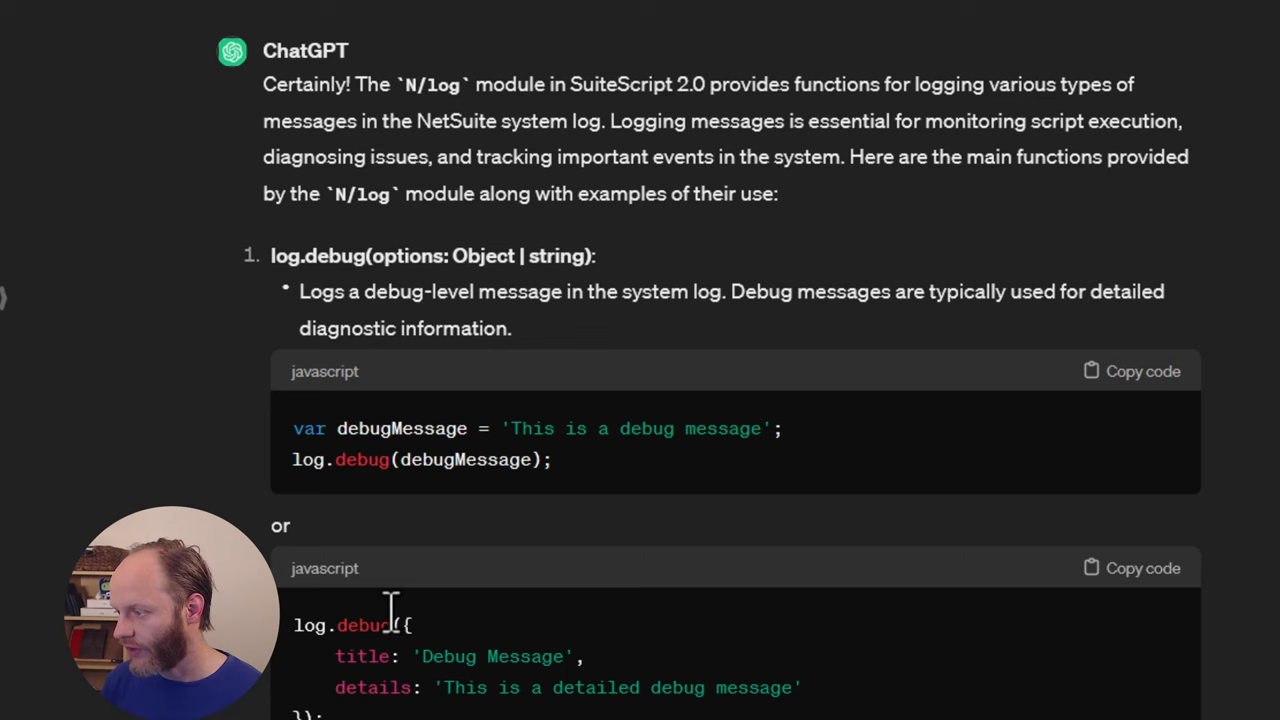 ChatGPT
Certainly! The `N/log` module in SuiteScript 2.0 provides functions for logging various types of
messages in the NetSuite system log. Logging messages is essential for monitoring script execution,
diagnosing issues, and tracking important events in the system. Here are the main functions provided
by the `N/log` module along with examples of their use:
1. log.debug(options: Object | string):
• Logs a debug-level message in the system log. Debug messages are typically used for detailed
diagnostic information.
javascript Copy code
var debugMessage = 'This is a debug message';
log.debug(debugMessage);
or
javascript Copy code
log.debug({
title: 'Debug Message',
details: 'This is a detailed debug message'
});